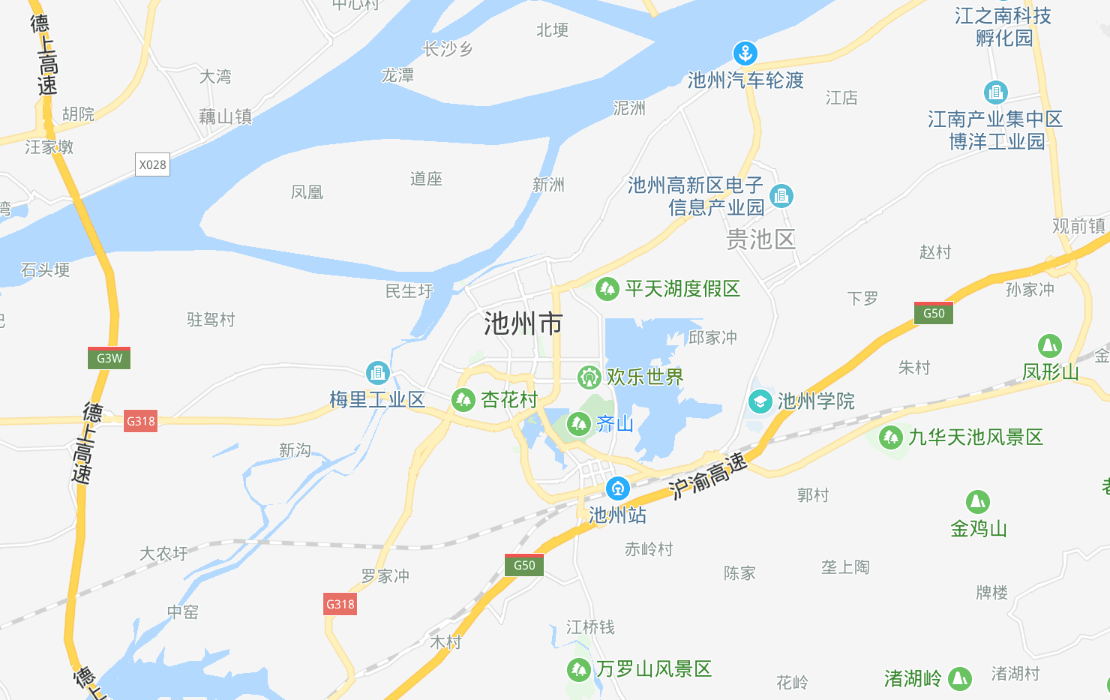 中心村
德上高速
长沙乡
北埂
江之南科技
孵化园
大湾
龙潭
池州汽车轮渡
江店
胡院
藕山镇
泥洲
江南产业集中区
博洋工业园
汪家墩
X028
凤凰
道座
新洲
池州高新区电子
信息产业园
湾
贵池区
观前镇
石头埂
赵村
民生圩
平天湖度假区
下罗
孙家冲
驻驾村
池州市
G50
邱家冲
G3W
欢乐世界
朱村
凤形山
梅里工业区
杏花村
池州学院
G318
德上高速
齐山
九华天池风景区
新沟
沪渝高速
池州站
郭村
金鸡山
大农圩
赤岭村
G50
罗家冲
陈家
垄上陶
中窑
G318
牌楼
木村
江桥钱
德上
万罗山风景区
花岭
渚湖岭
渚湖村